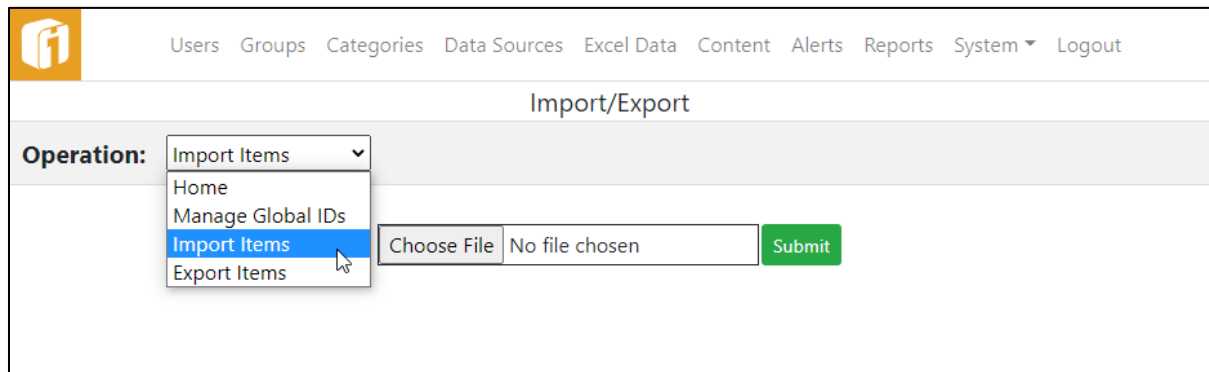 Users Groups Categories Data Sources Excel Data Content Alerts Reports System Logout
Import/Export
Operation: Import Items
Home
Manage Global IDs
Import Items
Choose File No file chosen Submit
Export Items